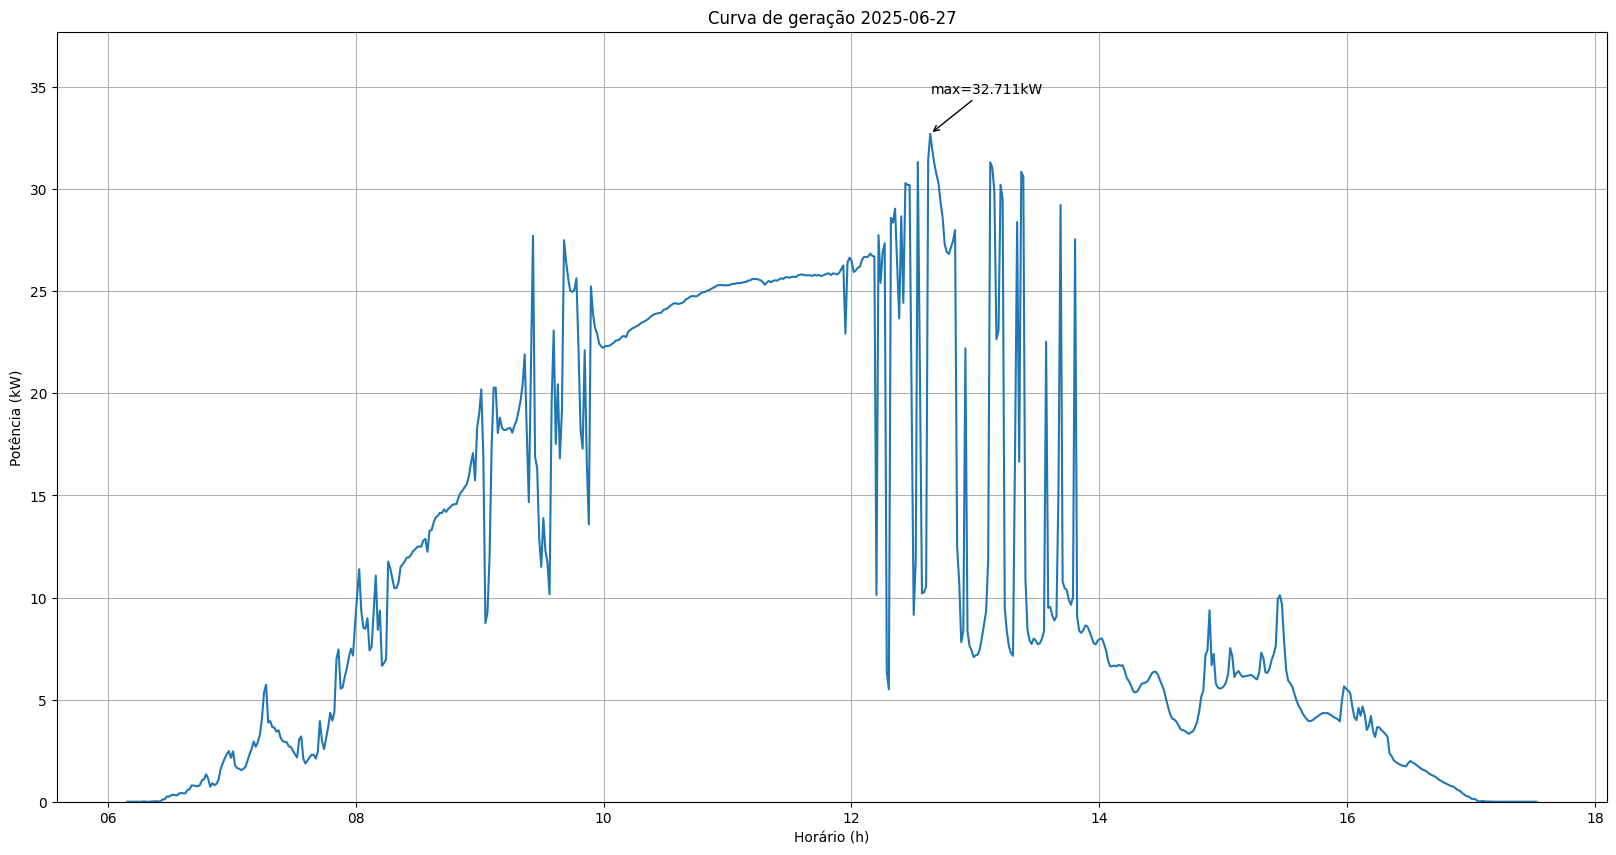 Curva de geração 2025-06-27
max=32.711kW
Potência (kW)
35
30
25
20
15
10
5
0
06 08 10 12 14 16 18
Horário (h)